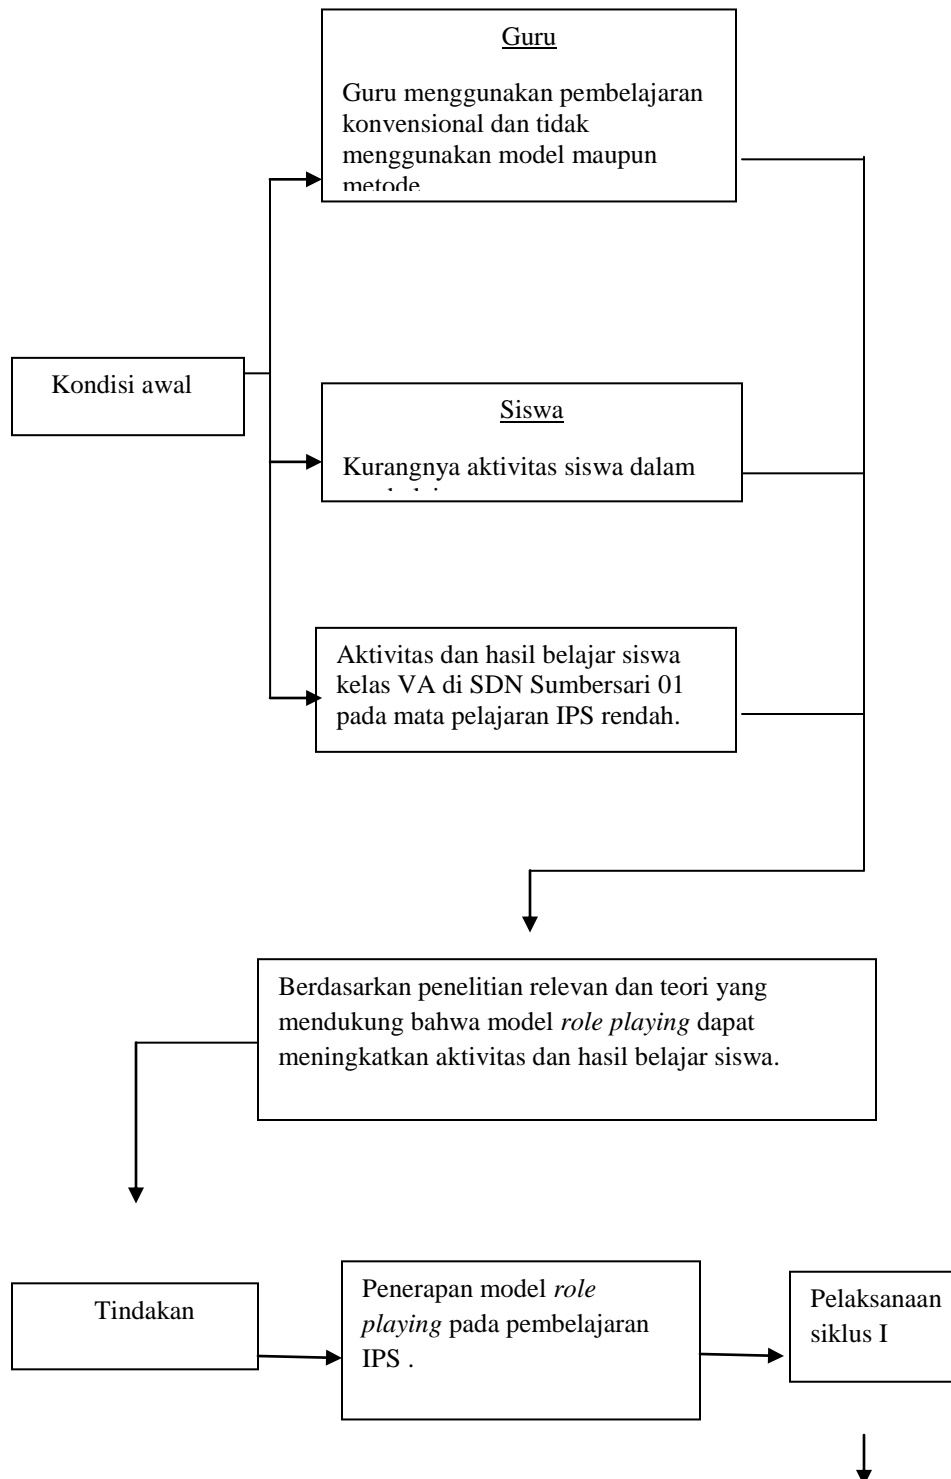 Guru
Guru menggunakan pembelajaran
konvensional dan tidak
menggunakan model maupun
metode
Kondisi awal
Siswa
Kurangnya aktivitas siswa dalam
Aktivitas dan hasil belajar siswa
kelas VA di SDN Sumbersari 01
pada mata pelajaran IPS rendah.
Berdasarkan penelitian relevan dan teori yang
mendukung bahwa model role playing dapat
meningkatkan aktivitas dan hasil belajar siswa.
Tindakan
Penerapan model role
playing pada pembelajaran
IPS .
Pelaksanaan
siklus I